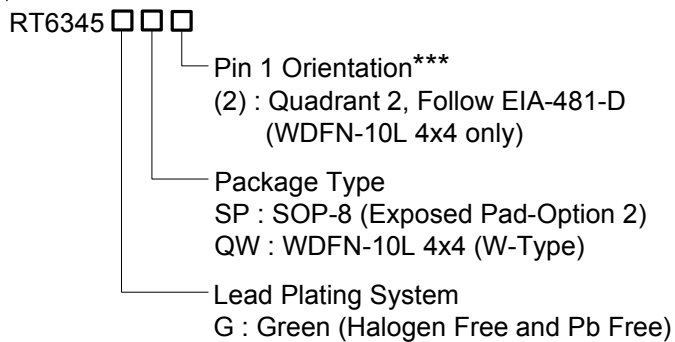 RT6345
Pin 1 Orientation***
(2) : Quadrant 2, Follow EIA-481-D
(WDFN-10L 4x4 only)
Package Type
SP : SOP-8 (Exposed Pad-Option 2)
QW : WDFN-10L 4x4 (W-Type)
Lead Plating System
G : Green (Halogen Free and Pb Free)